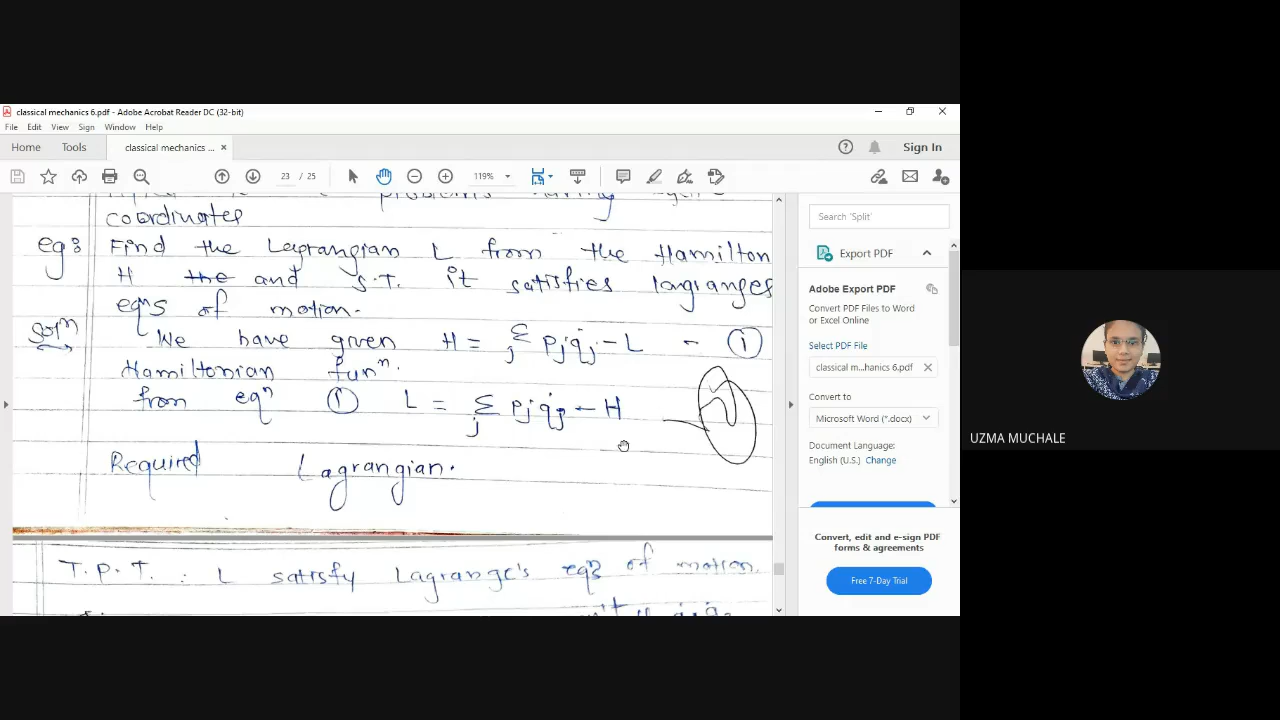 classical mechanics 6.pdf - Adobe Acrobat Reader DC (32-bit)
File Edit View Sign Window Help
Home Tools classical mechanics ... × Sign In
23 / 25 119%
problems having
coordinates
eg: Find the Lagrangian L from the Hamilton
H the and S.T. it satisfies lagranges
eqns of motion.
Soln We have given H = Σj pjq̇j - L - ①
Hamiltonian funn.
from eqn ① L = Σj pjq̇j - H
Required Lagrangian.
T.P.T. : L satisfy Lagrange's eqns of motion.
Search 'Split'
Export PDF
Adobe Export PDF
Convert PDF Files to Word
or Excel Online
Select PDF File
classical m...hanics 6.pdf ×
Convert to
Microsoft Word (*.docx)
Document Language:
English (U.S.) Change
Convert, edit and e-sign PDF
forms & agreements
Free 7-Day Trial
UZMA MUCHALE